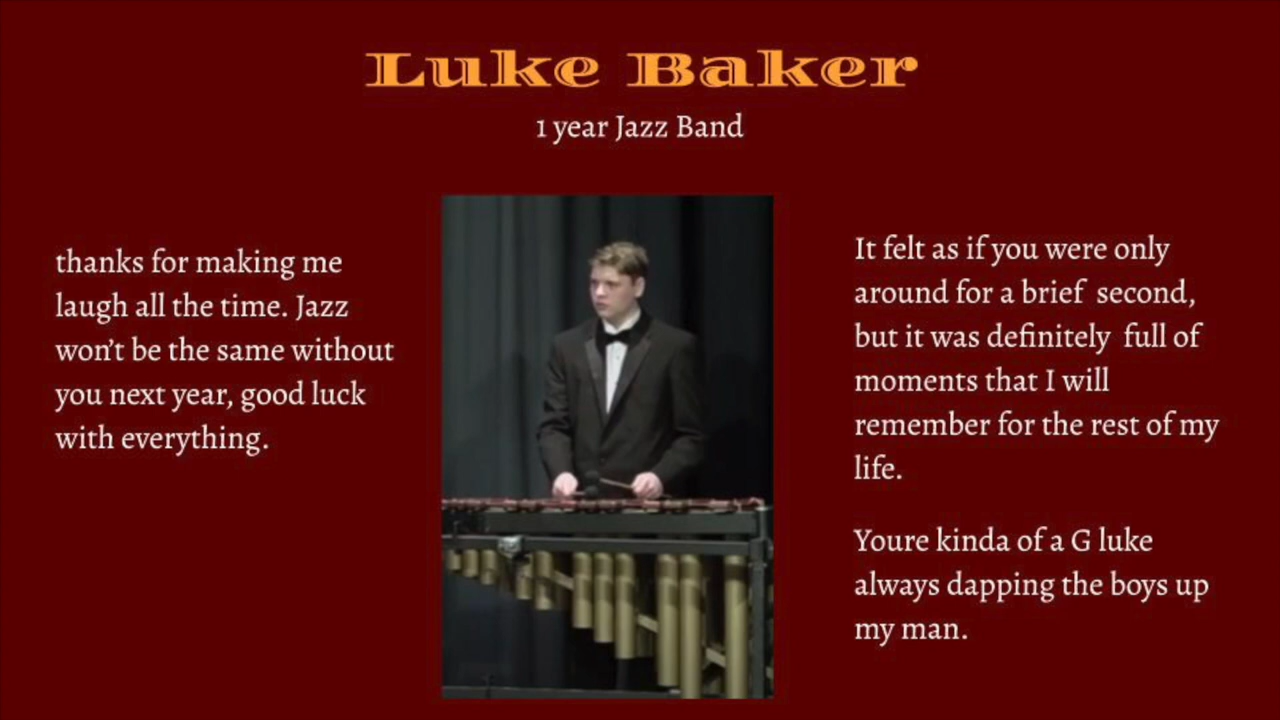 Luke Baker
1 year Jazz Band
thanks for making me
laugh all the time. Jazz
won't be the same without
you next year, good luck
with everything.
It felt as if you were only
around for a brief  second,
but it was definitely  full of
moments that I will
remember for the rest of my
life.
Youre kinda of a G luke
always dapping the boys up
my man.